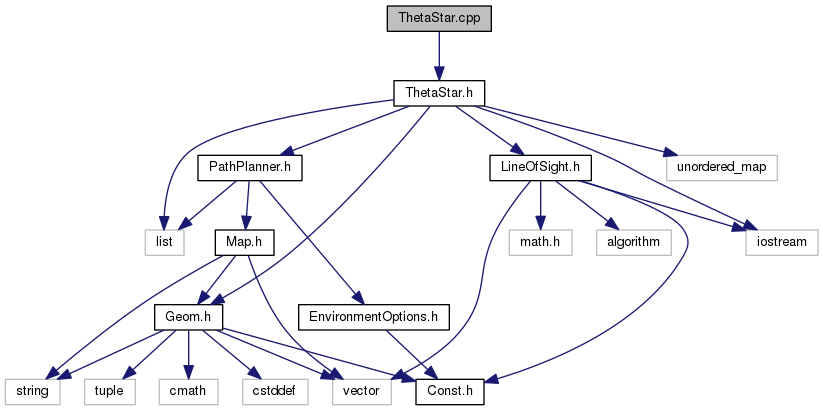 ThetaStar.cpp
ThetaStar.h
PathPlanner.h
LineOfSight.h
unordered_map
list
Map.h
math.h
algorithm
iostream
Geom.h
EnvironmentOptions.h
string
tuple
cmath
cstddef
vector
Const.h